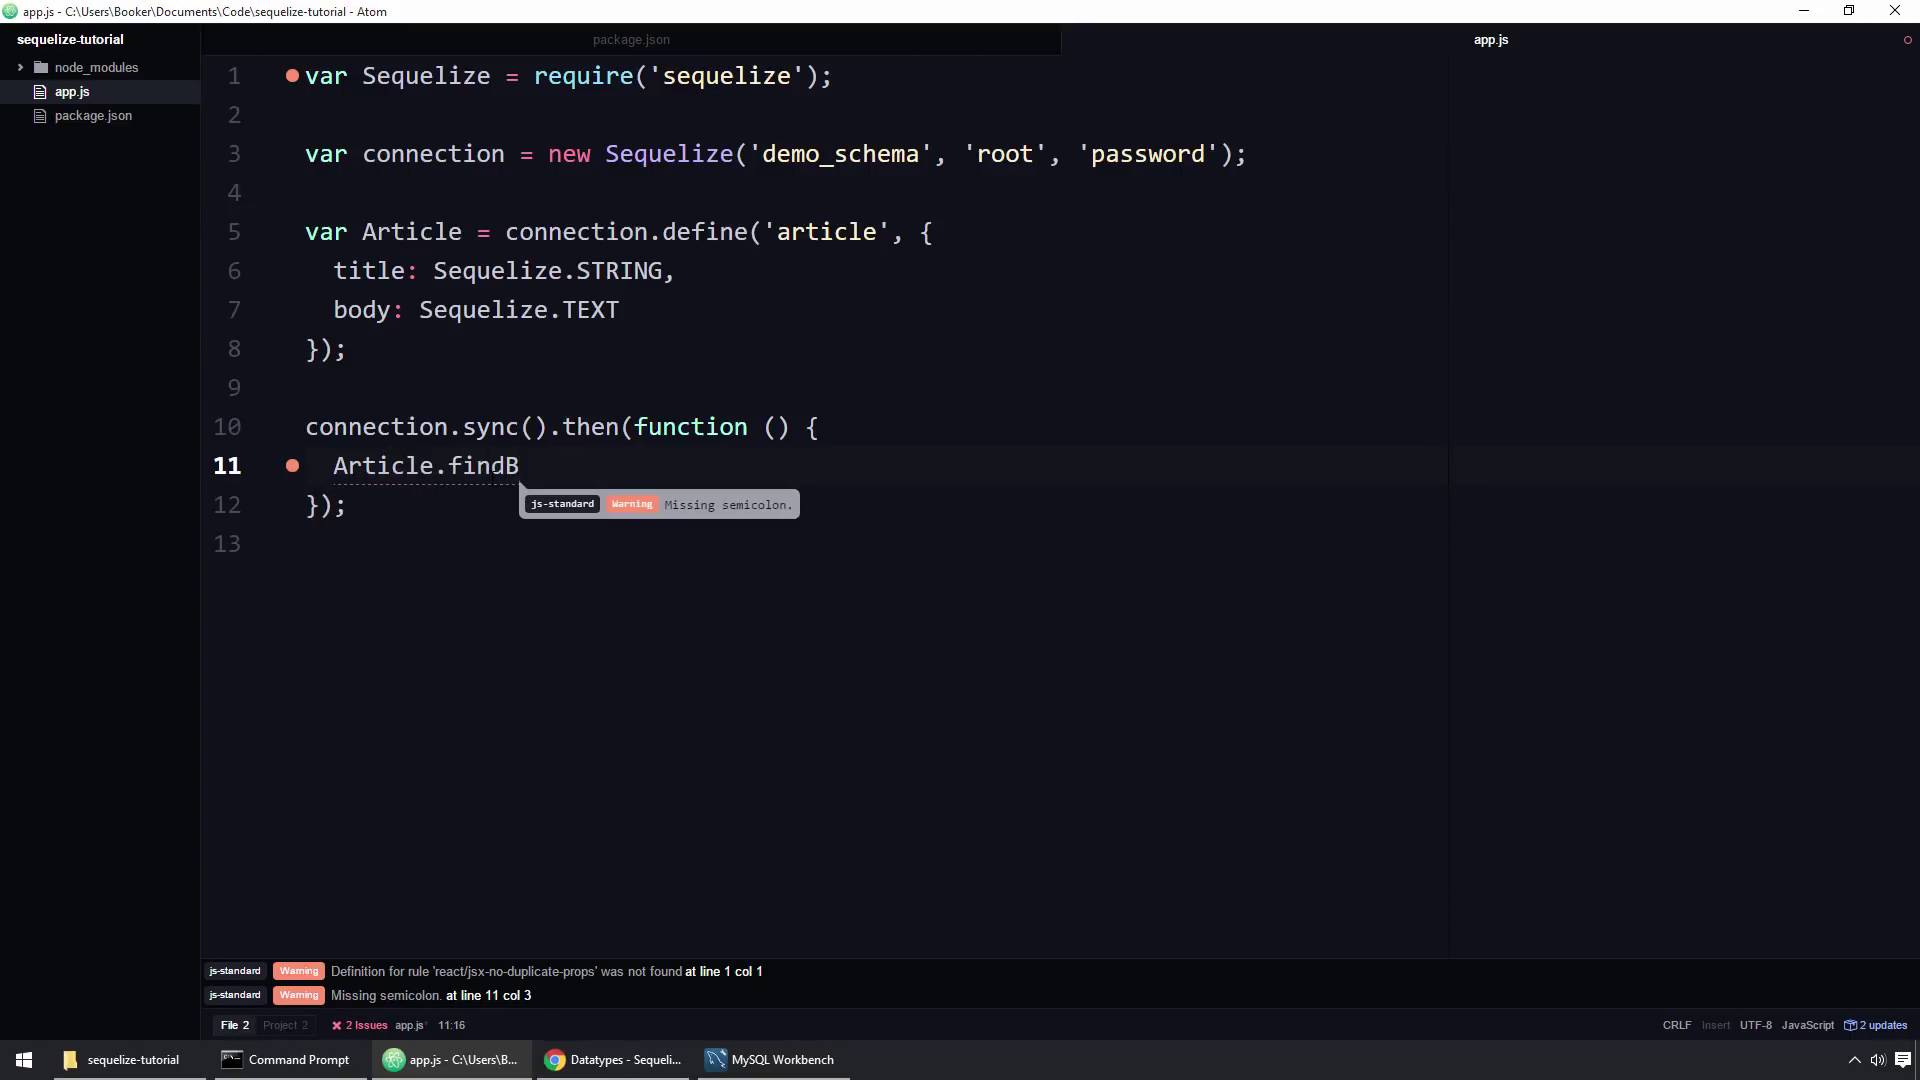 app.js - C:\Users\Booker\Documents\Code\sequelize-tutorial - Atom
sequelize-tutorial
node_modules
app.js
package.json
package.json
app.js
1 var Sequelize = require('sequelize');
2
3 var connection = new Sequelize('demo_schema', 'root', 'password');
4
5 var Article = connection.define('article', {
6 title: Sequelize.STRING,
7 body: Sequelize.TEXT
8 });
9
10 connection.sync().then(function () {
11 Article.findB
js-standard Warning Missing semicolon.
12 });
13
js-standard Warning Definition for rule 'react/jsx-no-duplicate-props' was not found at line 1 col 1
js-standard Warning Missing semicolon. at line 11 col 3
File 2 Project 2 2 Issues app.js* 11:16 CRLF Insert UTF-8 JavaScript 2 updates
sequelize-tutorial Command Prompt app.js - C:\Users\B... Datatypes - Sequeli... MySQL Workbench